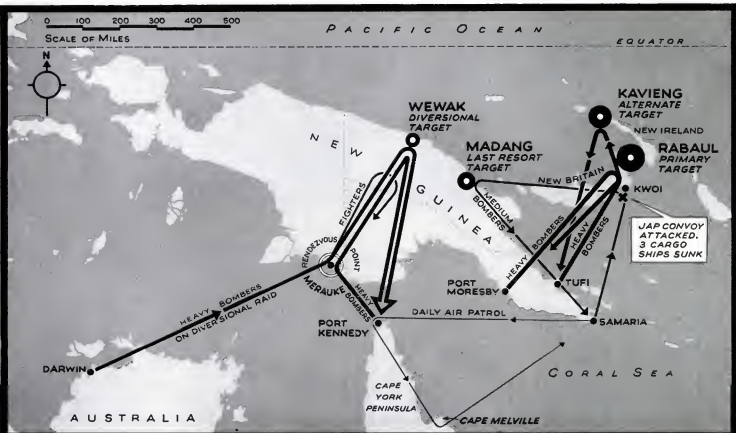 0 100 200 300 400 500
SCALE OF MILES
N
PACIFIC OCEAN
EQUATOR
WEWAK
DIVERSIONAL
TARGET
KAVIENG
ALTERNATE
TARGET
NEW IRELAND
MADANG
LAST RESORT
TARGET
RABAUL
PRIMARY
TARGET
NEW GUINEA
NEW BRITAIN
KWOI
FIGHTERS
MEDIUM
BOMBERS
JAP CONVOY
ATTACKED.
3 CARGO
SHIPS SUNK
HEAVY BOMBERS
HEAVY
BOMBERS
RENDEZVOUS
POINT
MERAUKE
HEAVY
BOMBERS
HEAVY BOMBERS
ON DIVERSIONAL RAID
PORT
MORESBY
TUFI
PORT
KENNEDY
DAILY AIR PATROL
SAMARIA
DARWIN
CORAL SEA
CAPE
YORK
PENINSULA
CAPE MELVILLE
AUSTRALIA